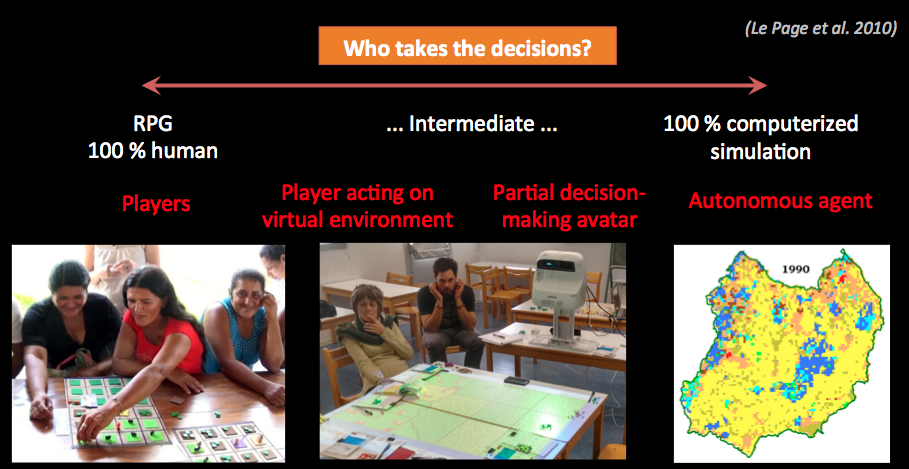 (Le Page et al. 2010)
Who takes the decisions?
RPG
100 % human
... Intermediate ...
100 % computerized
simulation
Players
Player acting on
virtual environment
Partial decision-
making avatar
Autonomous agent
1990